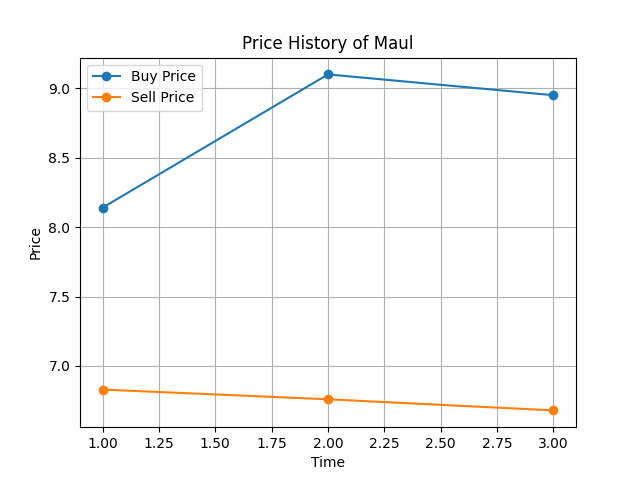 Price History of Maul
Buy Price
Sell Price
Price
9.0
8.5
8.0
7.5
7.0
1.00 1.25 1.50 1.75 2.00 2.25 2.50 2.75 3.00
Time